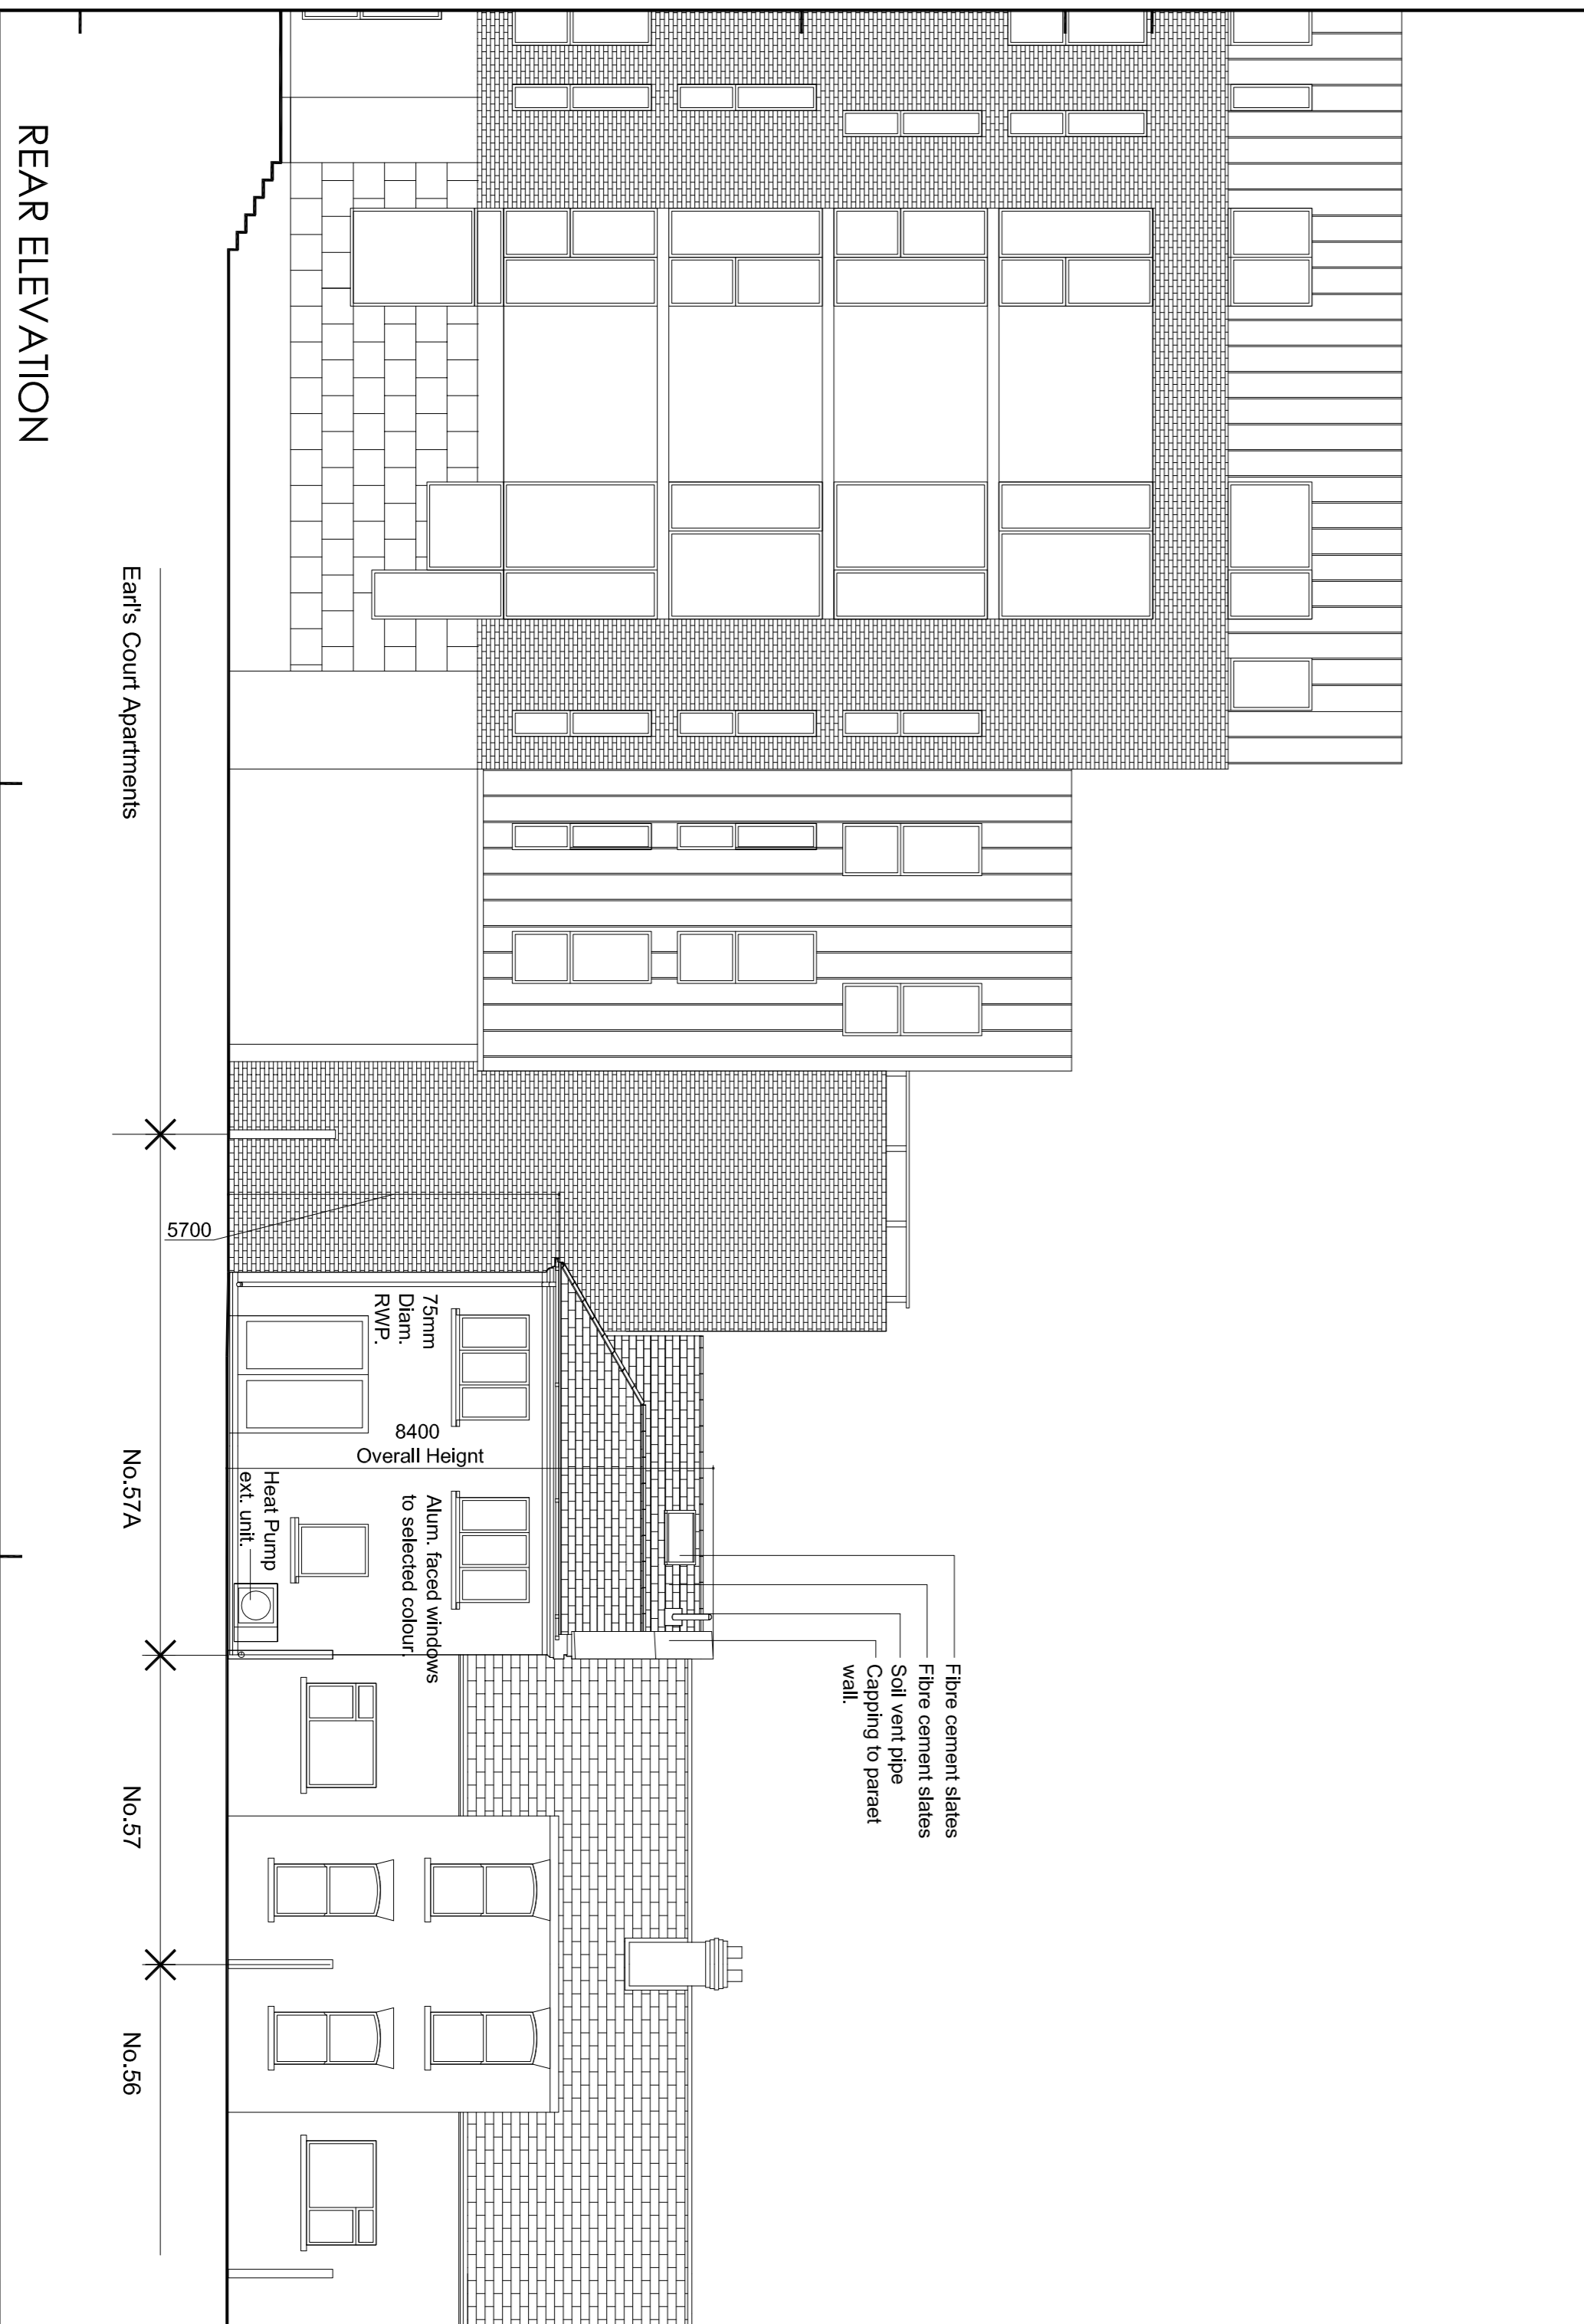 Fibre cement slates
Fibre cement slates
Soil vent pipe
Capping to paraet
wall.
5700
75mm
Diam.
RWP.
8400
Overall Heignt
Alum. faced windows
to selected colour.
Heat Pump
ext. unit.
Earl's Court Apartments
No.57A
No.57
No.56
REAR ELEVATION